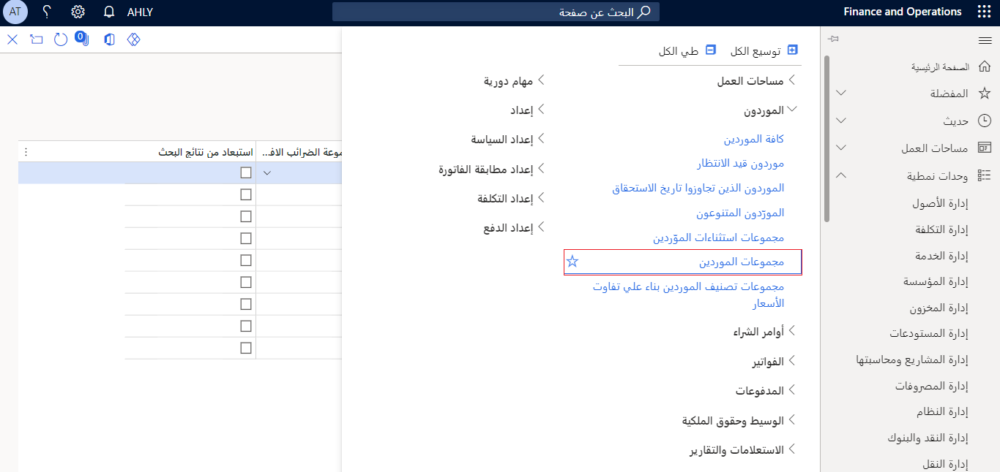 Finance and Operations
البحث عن صفحة
AHLY
AT
0
الصفحة الرئيسية
المفضلة
حديث
مساحات العمل
وحدات نمطية
إدارة الأصول
إدارة التكلفة
إدارة الخدمة
إدارة المؤسسة
إدارة المخزون
إدارة المستودعات
إدارة المشاريع ومحاسبتها
إدارة المصروفات
إدارة النظام
إدارة النقد والبنوك
إدارة النقل
توسيع الكل
طي الكل
مساحات العمل
الموردون
كافة الموردين
موردون قيد الانتظار
الموردون الذين تجاوزوا تاريخ الاستحقاق
المورّدون المتنوعون
مجموعات استثناءات الموّردين
مجموعات الموردين
مجموعات تصنيف الموردين بناء علي تفاوت
الأسعار
أوامر الشراء
الفواتير
المدفوعات
الوسيط وحقوق الملكية
الاستعلامات والتقارير
مهام دورية
إعداد
إعداد السياسة
إعداد مطابقة الفاتورة
إعداد التكلفة
إعداد الدفع
موعة الضرائب الافـ...
استبعاد من نتائج البحث